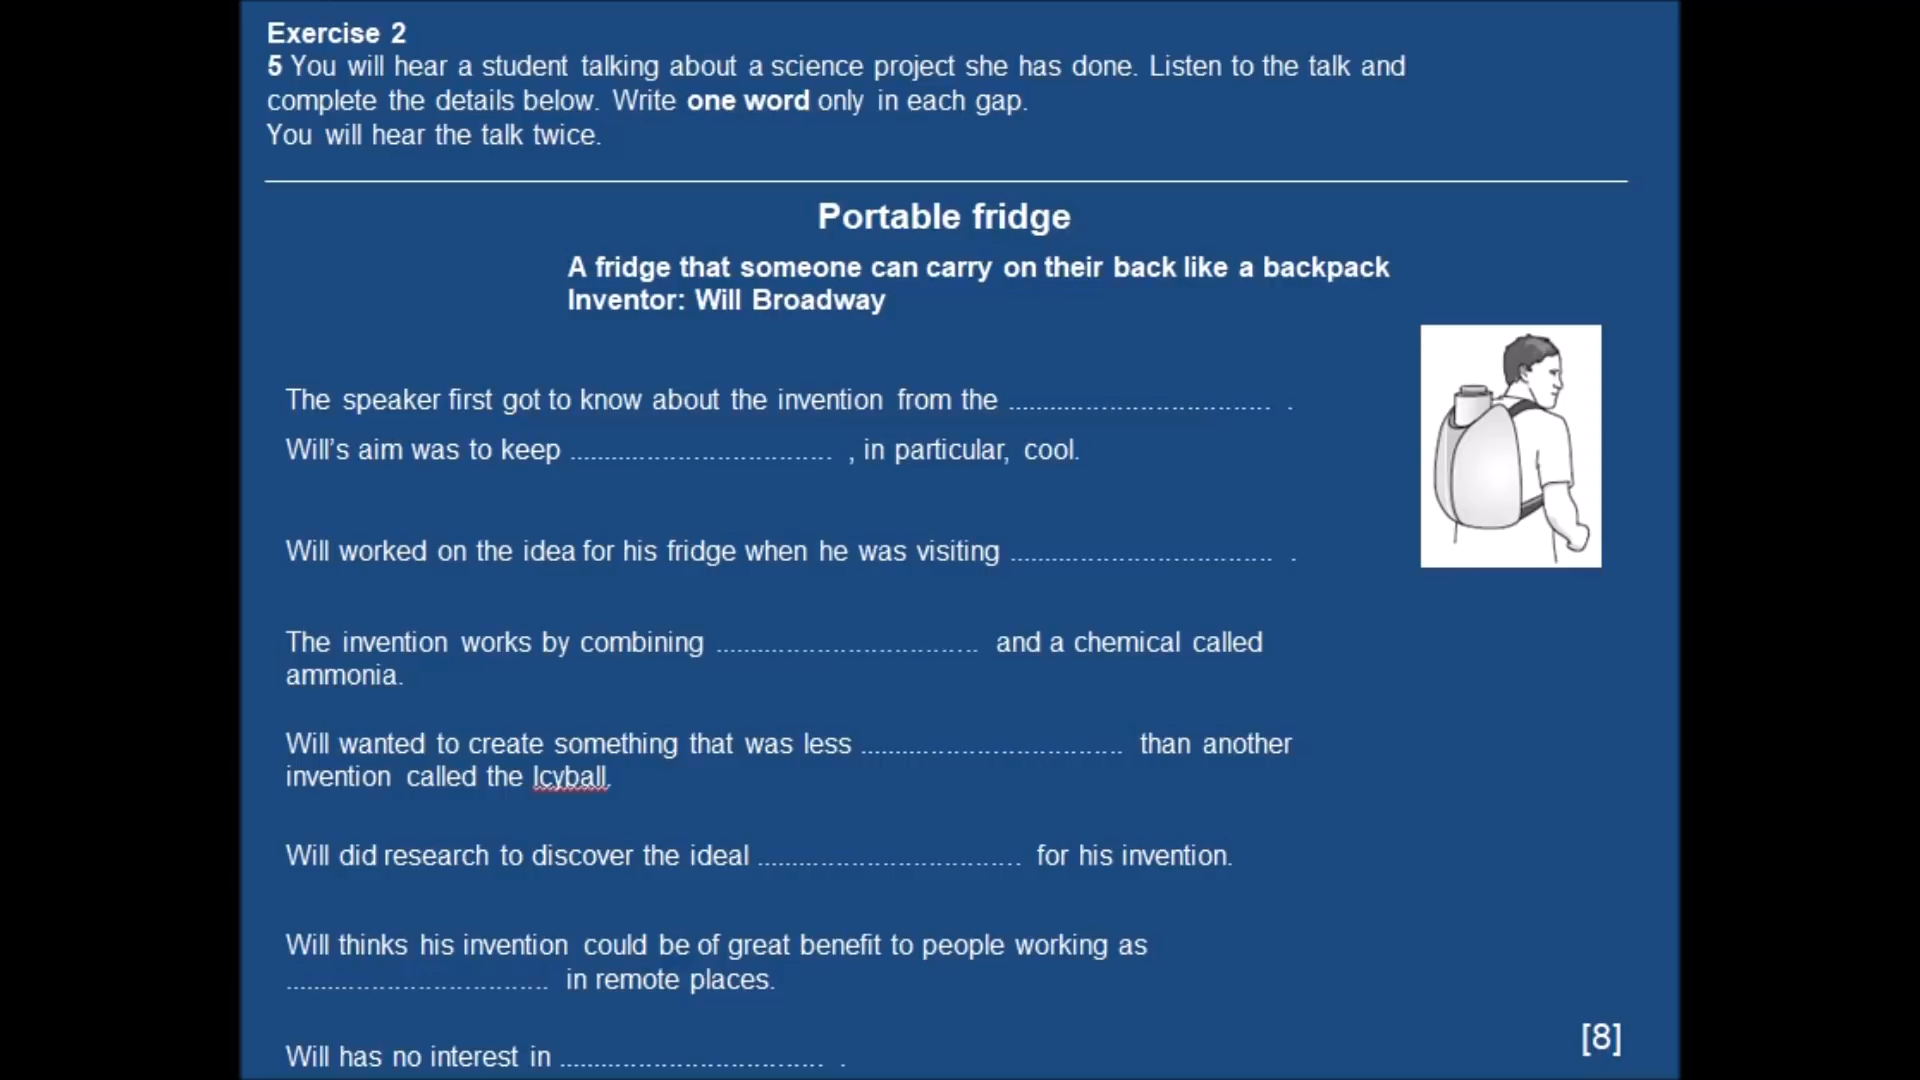 Exercise 2
5 You will hear a student talking about a science project she has done. Listen to the talk and
complete the details below. Write one word only in each gap.
You will hear the talk twice.
Portable fridge
A fridge that someone can carry on their back like a backpack
Inventor: Will Broadway
The speaker first got to know about the invention from the ...................................... .
Will's aim was to keep ...................................... , in particular, cool.
Will worked on the idea for his fridge when he was visiting ...................................... .
The invention works by combining ...................................... and a chemical called
ammonia.
Will wanted to create something that was less ...................................... than another
invention called the Icyball.
Will did research to discover the ideal ...................................... for his invention.
Will thinks his invention could be of great benefit to people working as
...................................... in remote places.
[8]
Will has no interest in ...................................... .